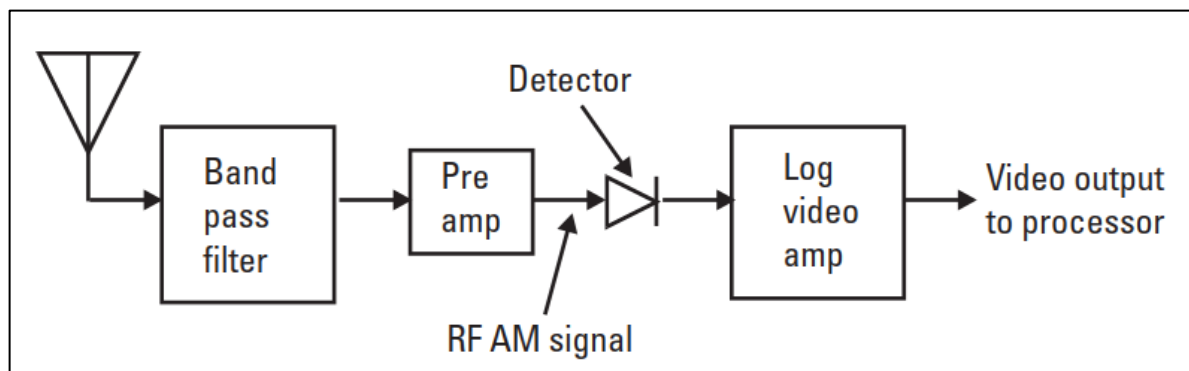 Detector
Band
pass
filter
Pre
amp
Log
video
amp
Video output
to processor
RF AM signal